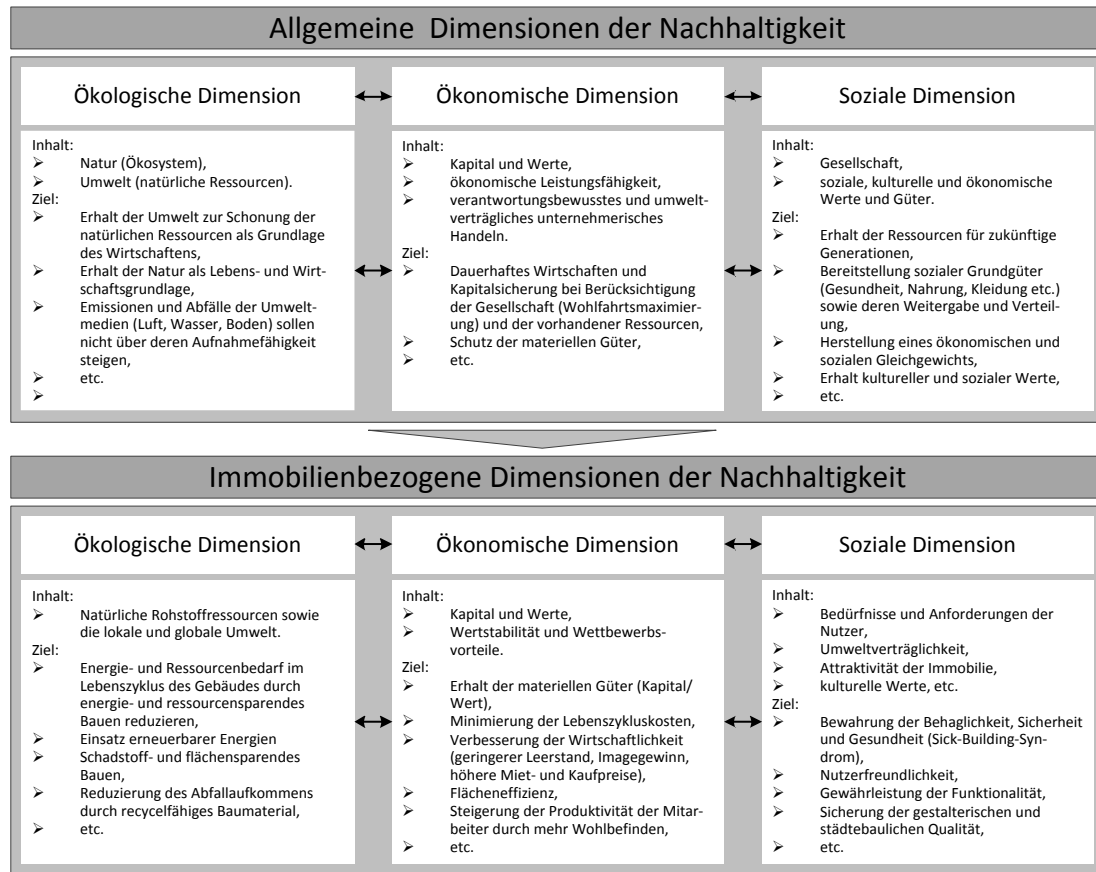 Allgemeine Dimensionen der Nachhaltigkeit
Ökologische Dimension
Inhalt:
➢ Natur (Ökosystem),
➢ Umwelt (natürliche Ressourcen).
Ziel:
➢ Erhalt der Umwelt zur Schonung der
natürlichen Ressourcen als Grundlage
des Wirtschaftens,
➢ Erhalt der Natur als Lebens- und Wirt-
schaftsgrundlage,
➢ Emissionen und Abfälle der Umwelt-
medien (Luft, Wasser, Boden) sollen
nicht über deren Aufnahmefähigkeit
steigen,
➢ etc.
➢
Ökonomische Dimension
Inhalt:
➢ Kapital und Werte,
➢ ökonomische Leistungsfähigkeit,
➢ verantwortungsbewusstes und umwelt-
verträgliches unternehmerisches
Handeln.
Ziel:
➢ Dauerhaftes Wirtschaften und
Kapitalsicherung bei Berücksichtigung
der Gesellschaft (Wohlfahrtsmaximier-
ung) und der vorhandener Ressourcen,
➢ Schutz der materiellen Güter,
➢ etc.
Soziale Dimension
Inhalt:
➢ Gesellschaft,
➢ soziale, kulturelle und ökonomische
Werte und Güter.
Ziel:
➢ Erhalt der Ressourcen für zukünftige
Generationen,
➢ Bereitstellung sozialer Grundgüter
(Gesundheit, Nahrung, Kleidung etc.)
sowie deren Weitergabe und Verteil-
ung,
➢ Herstellung eines ökonomischen und
sozialen Gleichgewichts,
➢ Erhalt kultureller und sozialer Werte,
➢ etc.
Immobilienbezogene Dimensionen der Nachhaltigkeit
Ökologische Dimension
Inhalt:
➢ Natürliche Rohstoffressourcen sowie
die lokale und globale Umwelt.
Ziel:
➢ Energie- und Ressourcenbedarf im
Lebenszyklus des Gebäudes durch
energie- und ressourcensparendes
Bauen reduzieren,
➢ Einsatz erneuerbarer Energien
➢ Schadstoff- und flächensparendes
Bauen,
➢ Reduzierung des Abfallaufkommens
durch recycelfähiges Baumaterial,
➢ etc.
Ökonomische Dimension
Inhalt:
➢ Kapital und Werte,
➢ Wertstabilität und Wettbewerbs-
vorteile.
Ziel:
➢ Erhalt der materiellen Güter (Kapital/
Wert),
➢ Minimierung der Lebenszykluskosten,
➢ Verbesserung der Wirtschaftlichkeit
(geringerer Leerstand, Imagegewinn,
höhere Miet- und Kaufpreise),
➢ Flächeneffizienz,
➢ Steigerung der Produktivität der Mitar-
beiter durch mehr Wohlbefinden,
➢ etc.
Soziale Dimension
Inhalt:
➢ Bedürfnisse und Anforderungen der
Nutzer,
➢ Umweltverträglichkeit,
➢ Attraktivität der Immobilie,
➢ kulturelle Werte, etc.
Ziel:
➢ Bewahrung der Behaglichkeit, Sicherheit
und Gesundheit (Sick-Building-Syn-
drom),
➢ Nutzerfreundlichkeit,
➢ Gewährleistung der Funktionalität,
➢ Sicherung der gestalterischen und
städtebaulichen Qualität,
➢ etc.